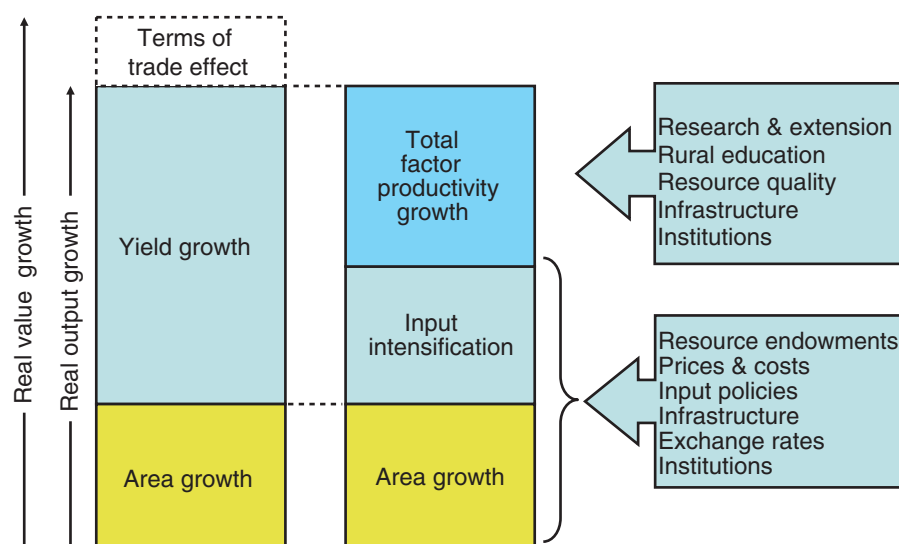 Real value growth
Real output growth
Terms of
trade effect
Yield growth
Area growth
Total
factor
productivity
growth
Input
intensification
Area growth
Research & extension
Rural education
Resource quality
Infrastructure
Institutions
Resource endowments
Prices & costs
Input policies
Infrastructure
Exchange rates
Institutions